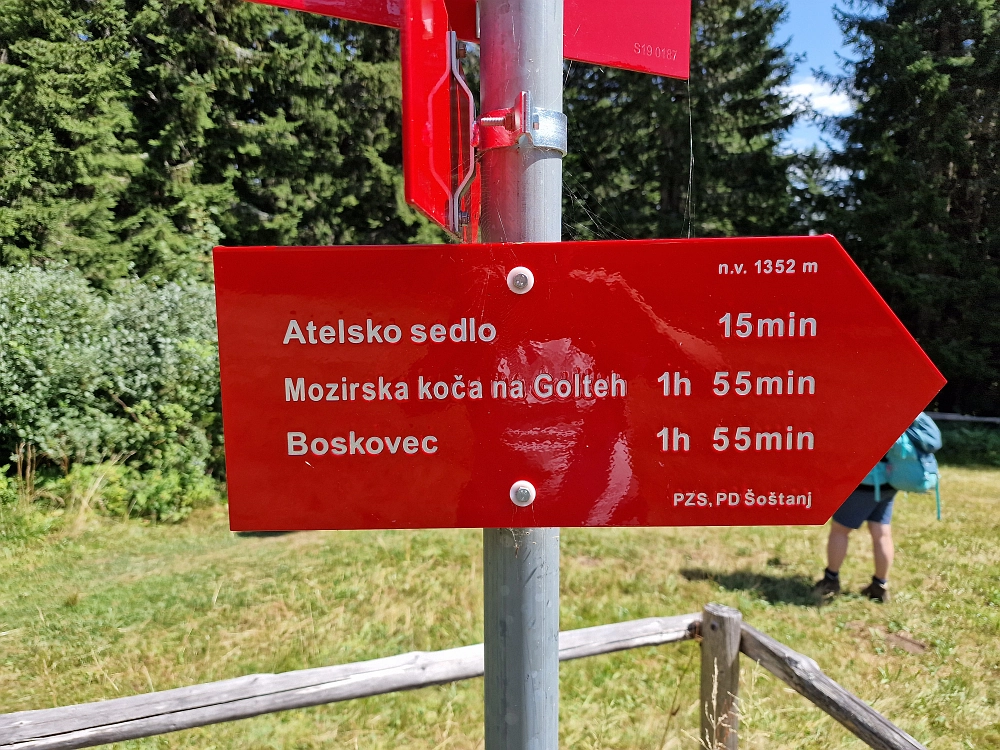 S19 0187
n.v. 1352 m
Atelsko sedlo 15min
Mozirska koča na Golteh 1h 55min
Boskovec 1h 55min
PZS, PD Šoštanj